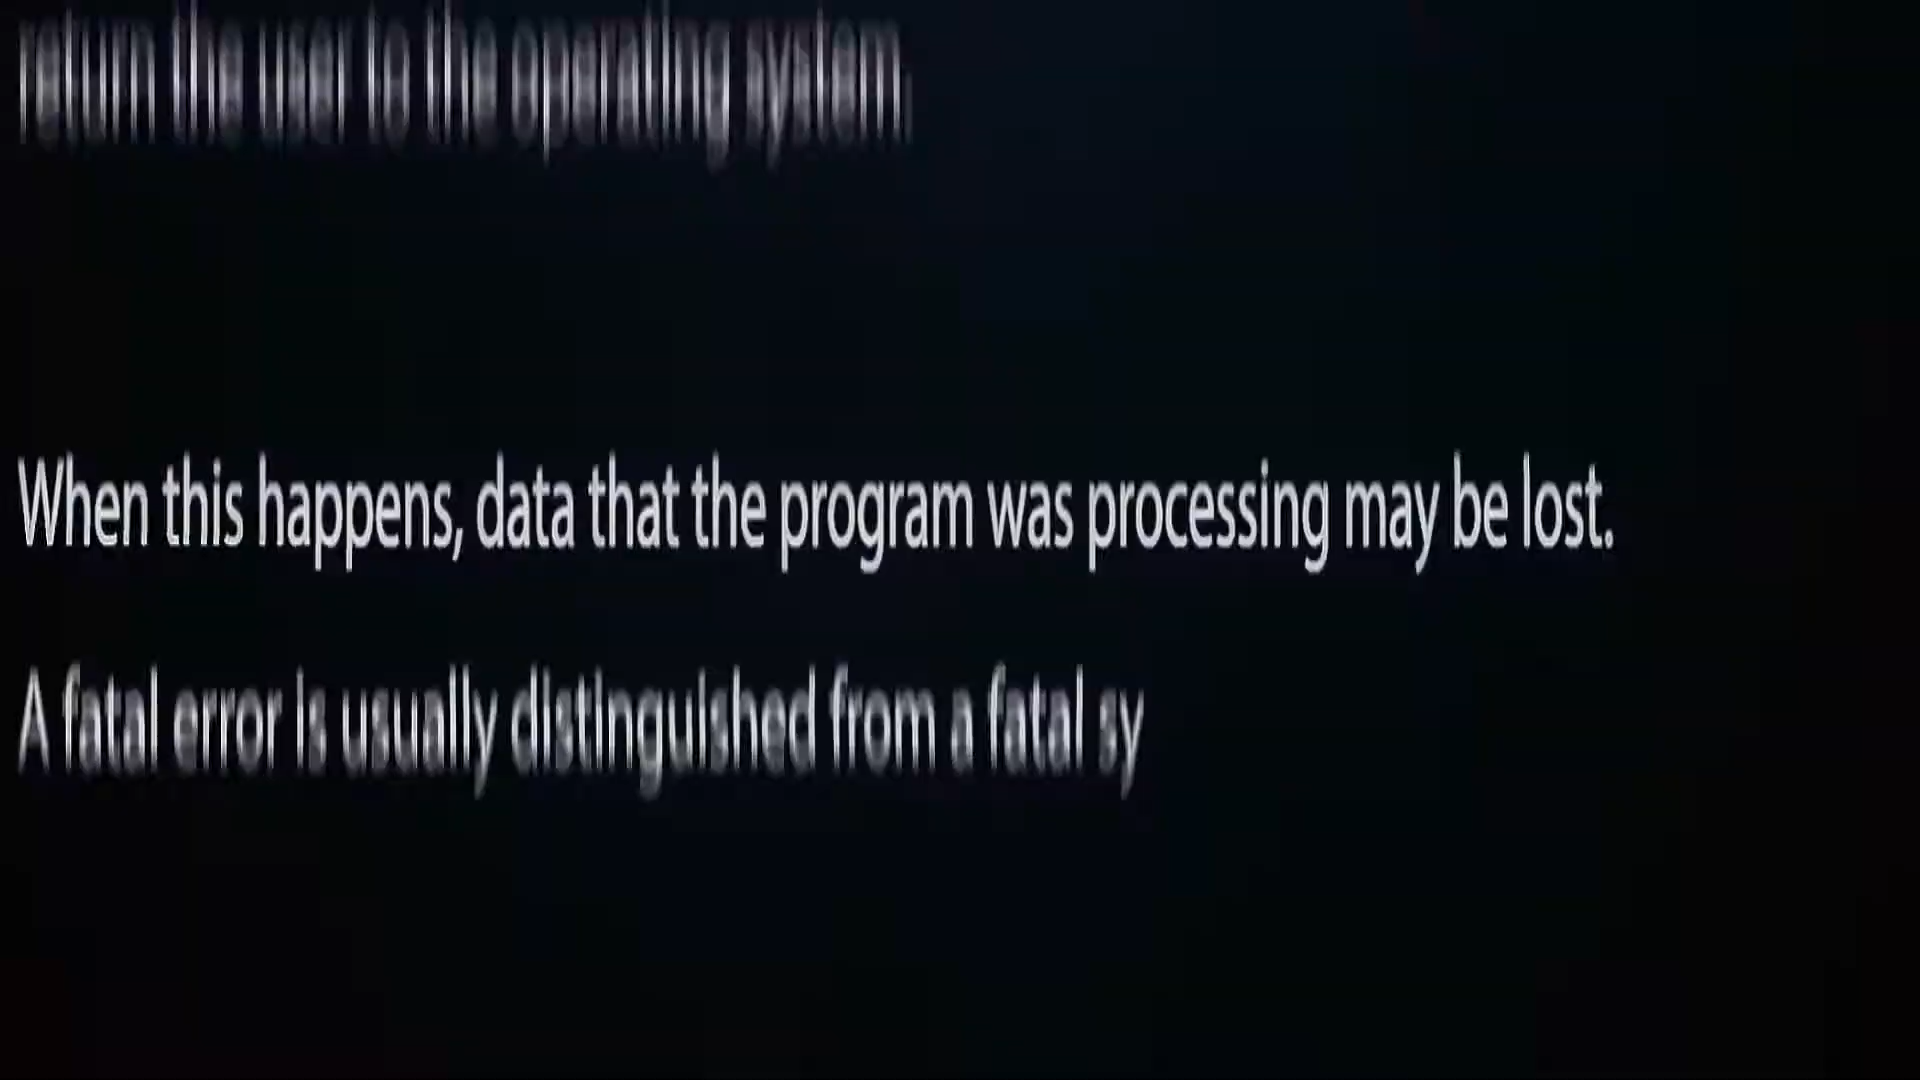 return the user to the operating system.
When this happens, data that the program was processing may be lost.
A fatal error is usually distinguished from a fatal sy